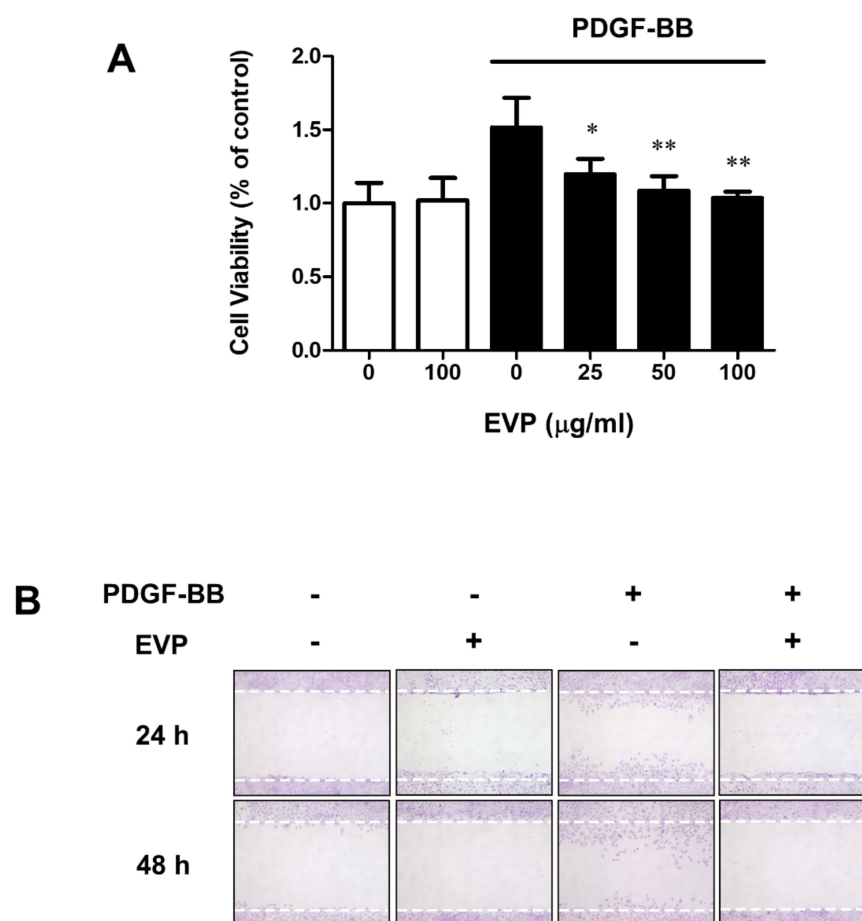 A
PDGF-BB
Cell Viability (% of control)
2.0
1.5
1.0
0.5
0.0
* ** **
0 100 0 25 50 100
EVP (μg/ml)
B
PDGF-BB - - + +
EVP - + - +
24 h
48 h